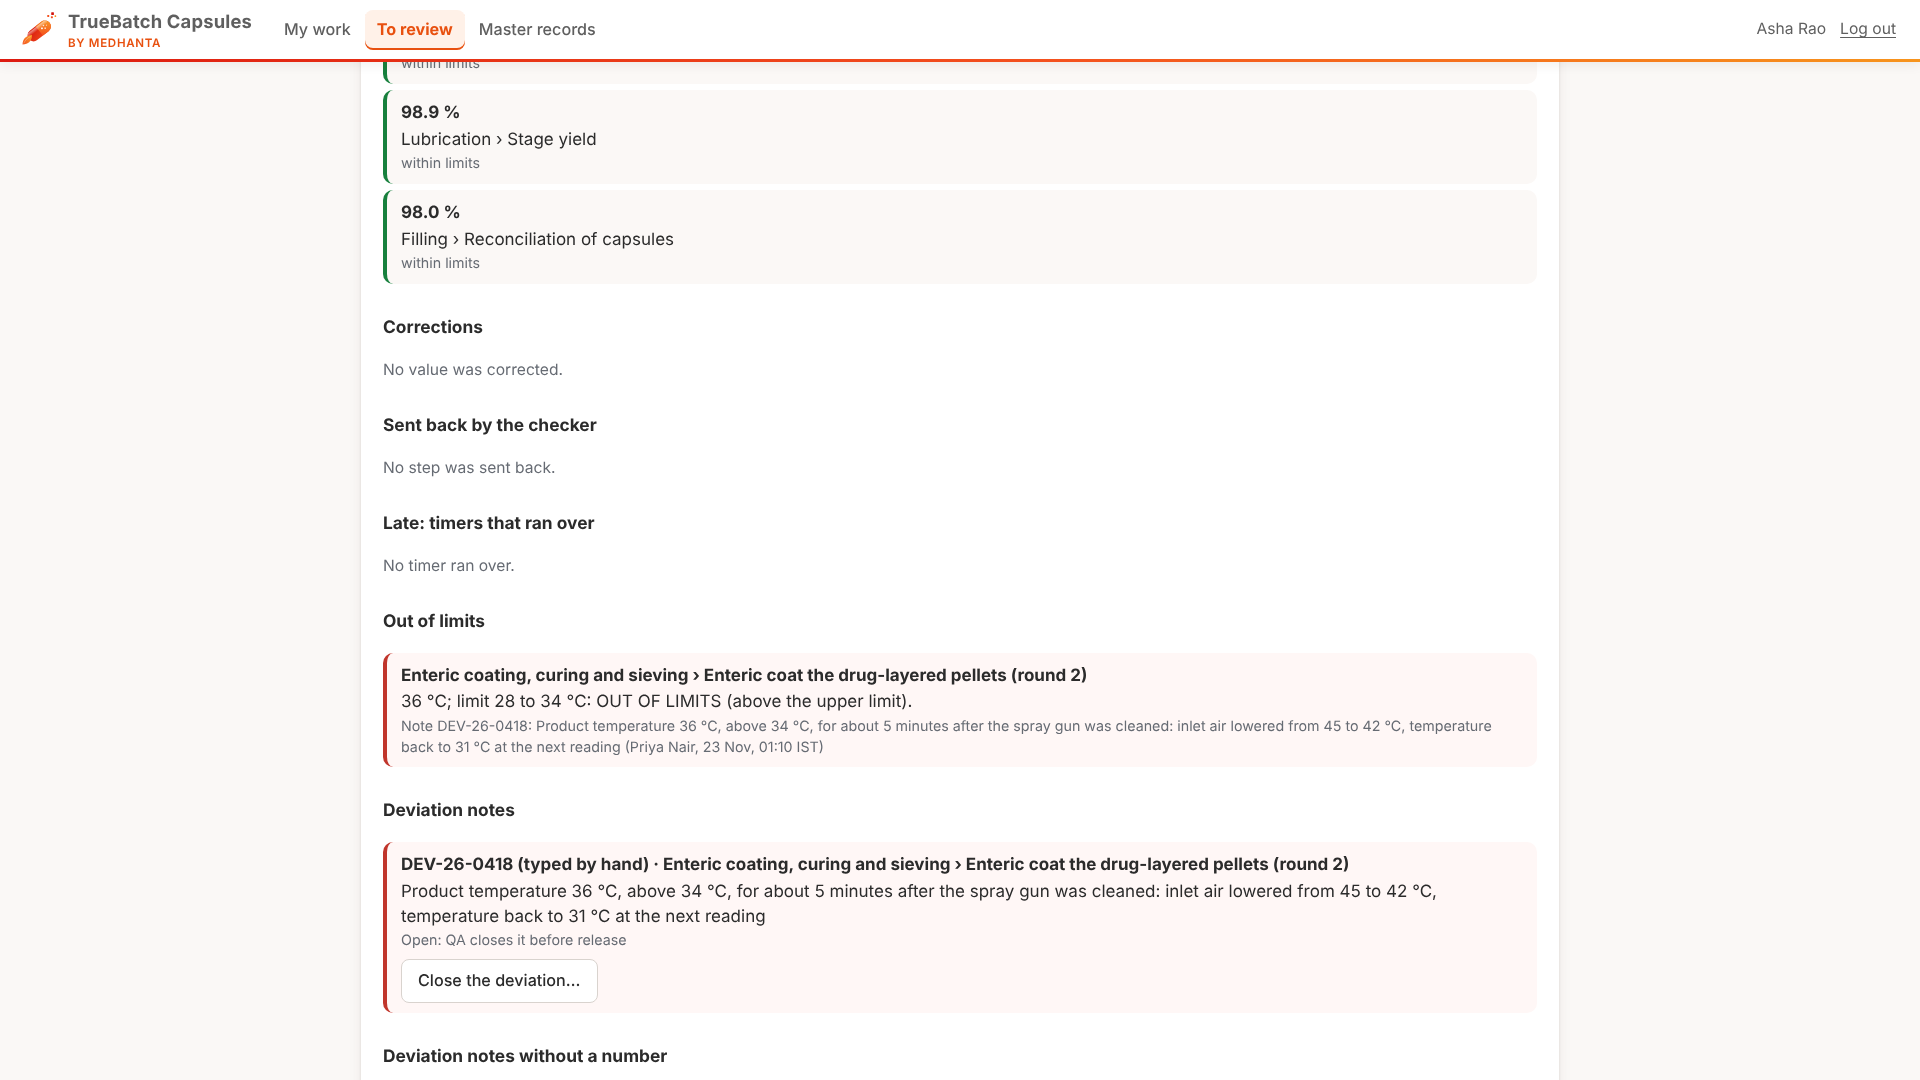 TrueBatch Capsules
BY MEDHANTA
My work
To review
Master records
Asha Rao
Log out
within limits
98.9 %
Lubrication › Stage yield
within limits
98.0 %
Filling › Reconciliation of capsules
within limits
Corrections
No value was corrected.
Sent back by the checker
No step was sent back.
Late: timers that ran over
No timer ran over.
Out of limits
Enteric coating, curing and sieving › Enteric coat the drug-layered pellets (round 2)
36 °C; limit 28 to 34 °C: OUT OF LIMITS (above the upper limit).
Note DEV-26-0418: Product temperature 36 °C, above 34 °C, for about 5 minutes after the spray gun was cleaned: inlet air lowered from 45 to 42 °C, temperature
back to 31 °C at the next reading (Priya Nair, 23 Nov, 01:10 IST)
Deviation notes
DEV-26-0418 (typed by hand) · Enteric coating, curing and sieving › Enteric coat the drug-layered pellets (round 2)
Product temperature 36 °C, above 34 °C, for about 5 minutes after the spray gun was cleaned: inlet air lowered from 45 to 42 °C,
temperature back to 31 °C at the next reading
Open: QA closes it before release
Close the deviation...
Deviation notes without a number